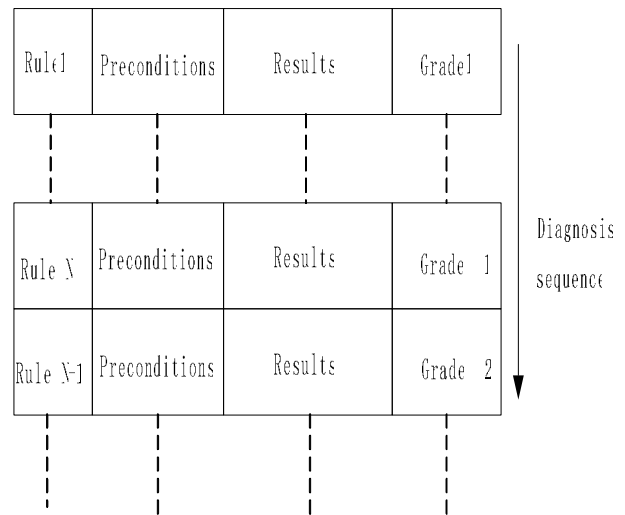 Rule1 Preconditions Results Grade1
Rule N Preconditions Results Grade 1
Rule N-1 Preconditions Results Grade 2
Diagnosis
sequence